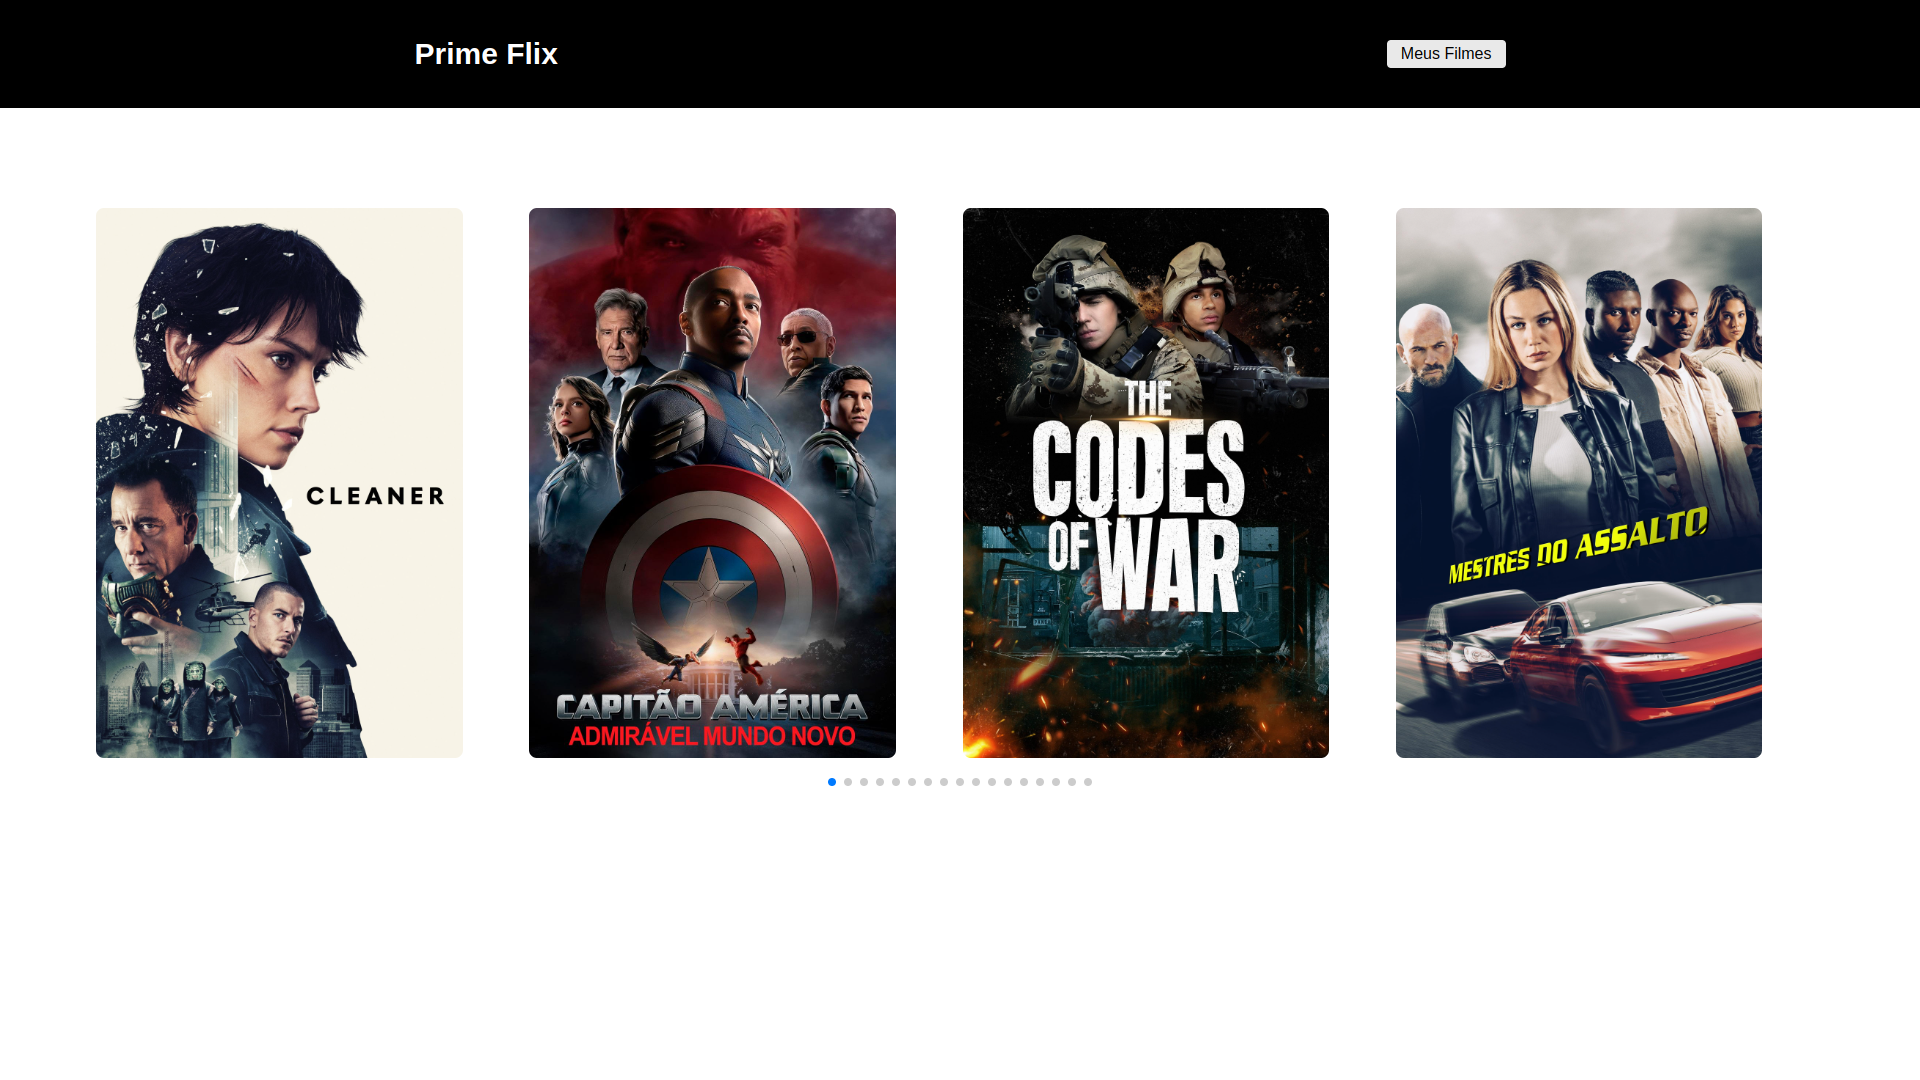 Prime Flix
Meus Filmes
CLEANER
CAPITÃO AMÉRICA
ADMIRÁVEL MUNDO NOVO
THE
CODES
OF WAR
MESTRES DO ASSALTO